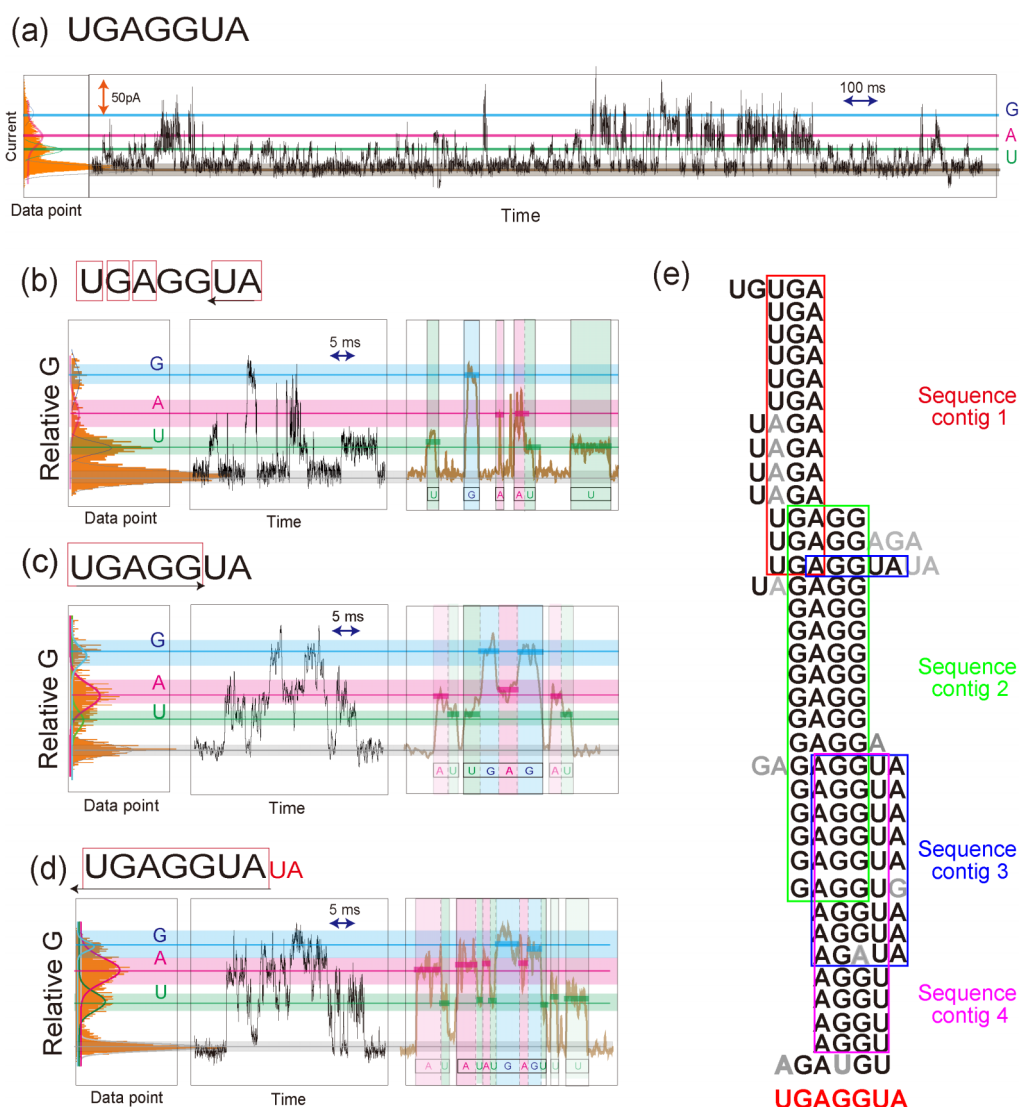 (a) UGAGGUA
50pA
100 ms
G
A
U
Current
Data point
Time
(b) UGAGGUA
5 ms
G
A
U
Relative G
U G A A U U
Data point
Time
(c) UGAGGUA
5 ms
G
A
U
Relative G
A U U G A G A U
Data point
Time
(d) UGAGGUAUA
5 ms
G
A
U
Relative G
A U A U A U G A G U U U
Data point
Time
(e)
UGUGA
UGA
UGA
UGA
UGA
UGA
UAGA
UAGA
UAGA
UAGA
UGAGG
UGAGGAGA
UGAGGUAUA
UAGAGG
GAGG
GAGG
GAGG
GAGG
GAGG
GAGG
GAGGA
GAGAGGUA
GAGGUA
GAGGUA
GAGGUA
GAGGUA
GAGGUG
AGGUA
AGGUA
AGAUA
AGGU
AGGU
AGGU
AGGU
AGAUGU
UGAGGUA
Sequence
contig 1
Sequence
contig 2
Sequence
contig 3
Sequence
contig 4